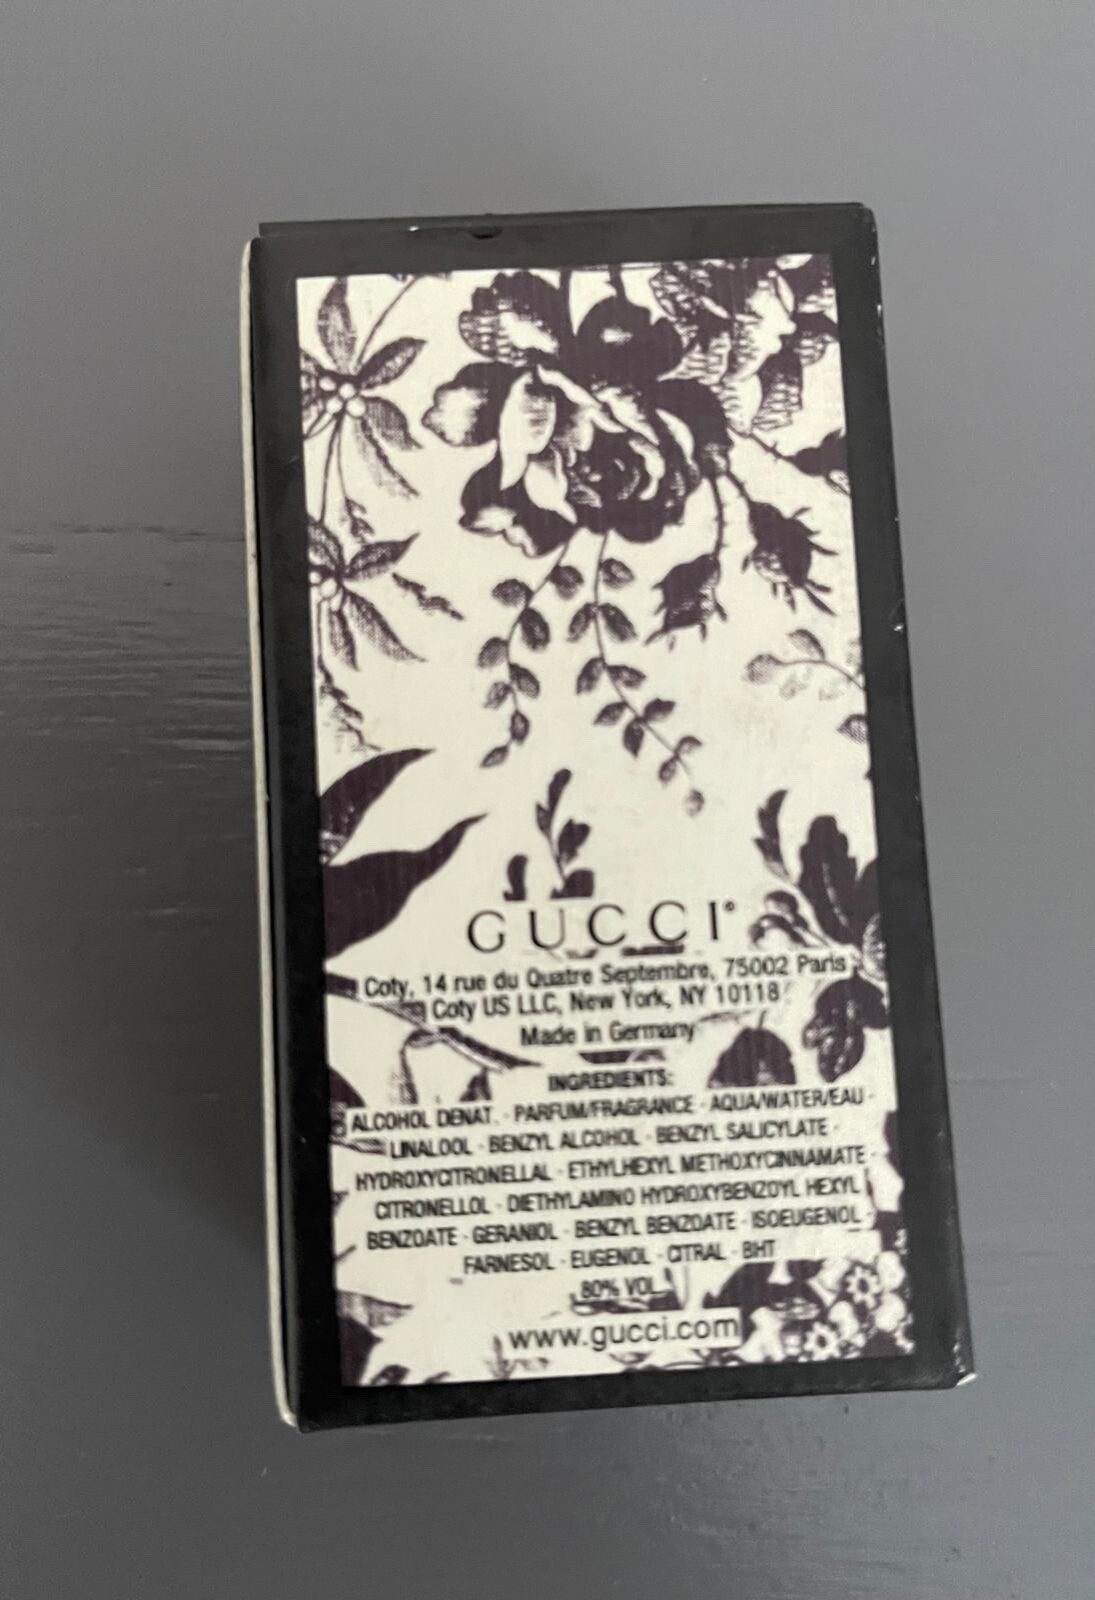 GUCCI®
Coty, 14 rue du Quatre Septembre, 75002 Paris
Coty US LLC, New York, NY 10118
Made in Germany
INGREDIENTS:
ALCOHOL DENAT. · PARFUM/FRAGRANCE · AQUA/WATER/EAU ·
LINALOOL · BENZYL ALCOHOL · BENZYL SALICYLATE ·
HYDROXYCITRONELLAL · ETHYLHEXYL METHOXYCINNAMATE ·
CITRONELLOL · DIETHYLAMINO HYDROXYBENZOYL HEXYL
BENZOATE · GERANIOL · BENZYL BENZOATE · ISOEUGENOL ·
FARNESOL · EUGENOL · CITRAL · BHT
80% VOL.
www.gucci.com